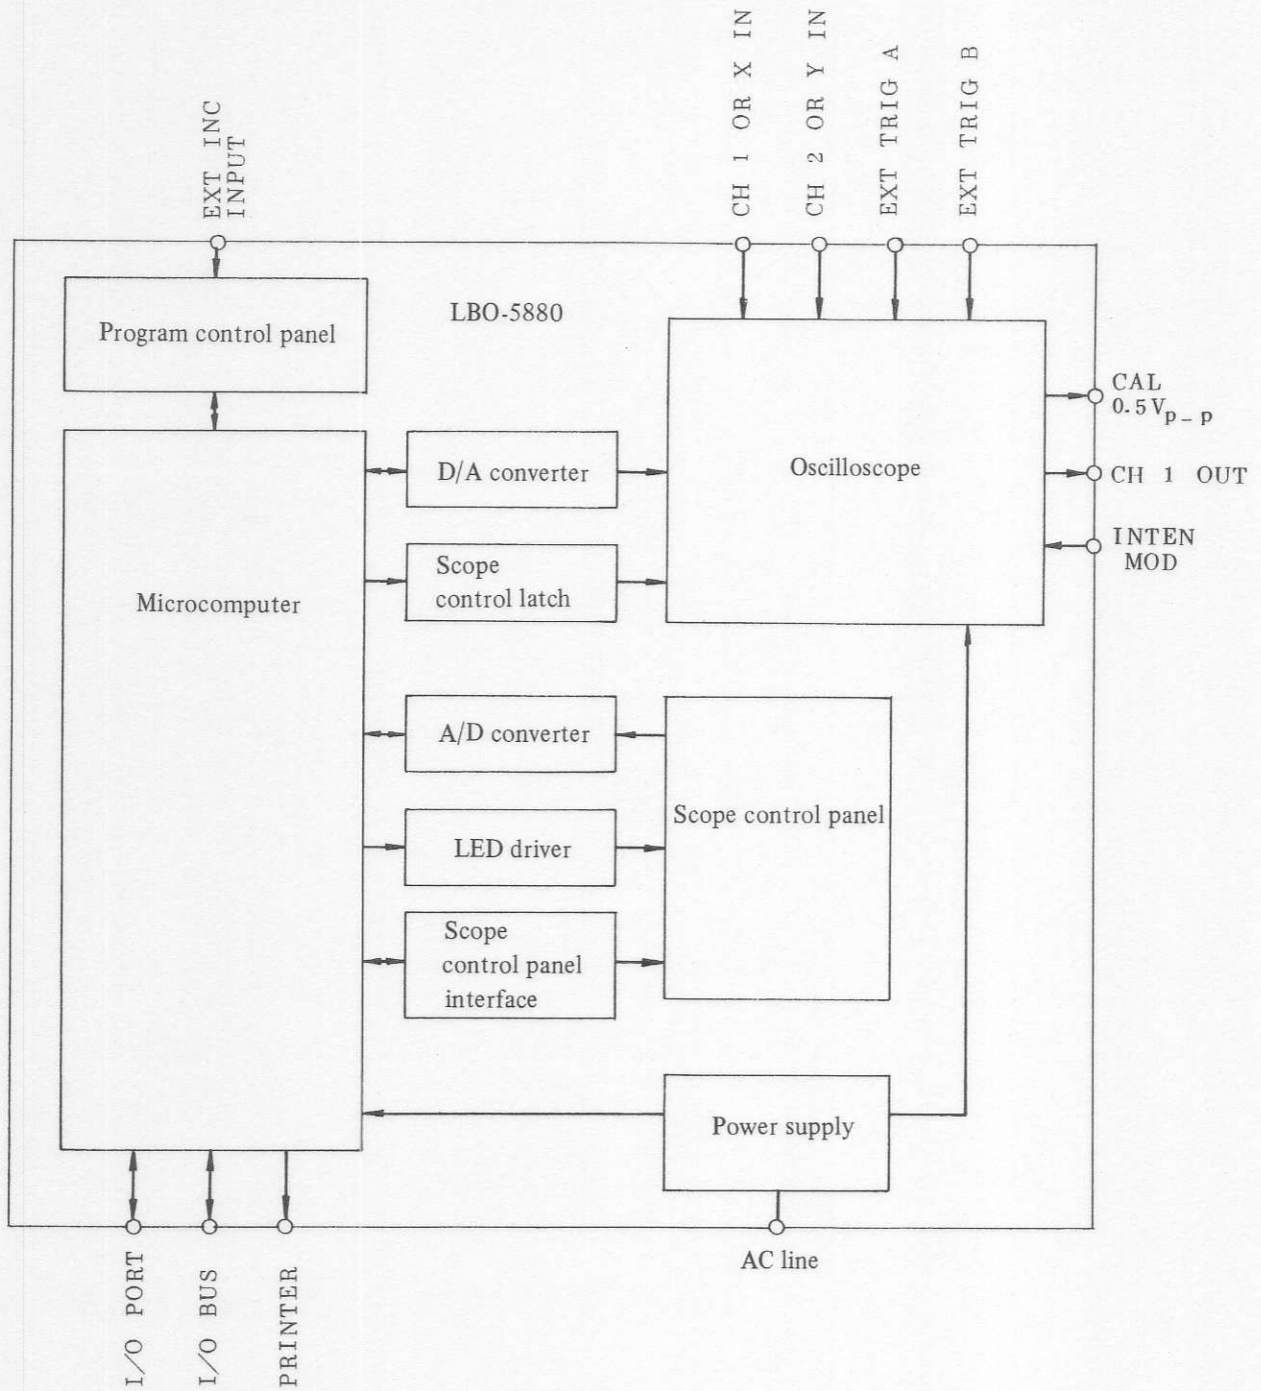 EXT INC
INPUT
CH 1 OR X IN
CH 2 OR Y IN
EXT TRIG A
EXT TRIG B
LBO-5880
Program control panel
CAL
0.5Vp-p
D/A converter
Oscilloscope
CH 1 OUT
INTEN
MOD
Scope
control latch
Microcomputer
A/D converter
Scope control panel
LED driver
Scope
control panel
interface
Power supply
AC line
I/O PORT
I/O BUS
PRINTER